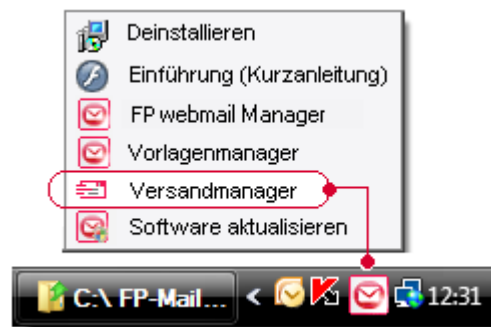 Deinstallieren
Einführung (Kurzanleitung)
FP webmail Manager
Vorlagenmanager
Versandmanager
Software aktualisieren
C:\ FP-Mail... < 12:31